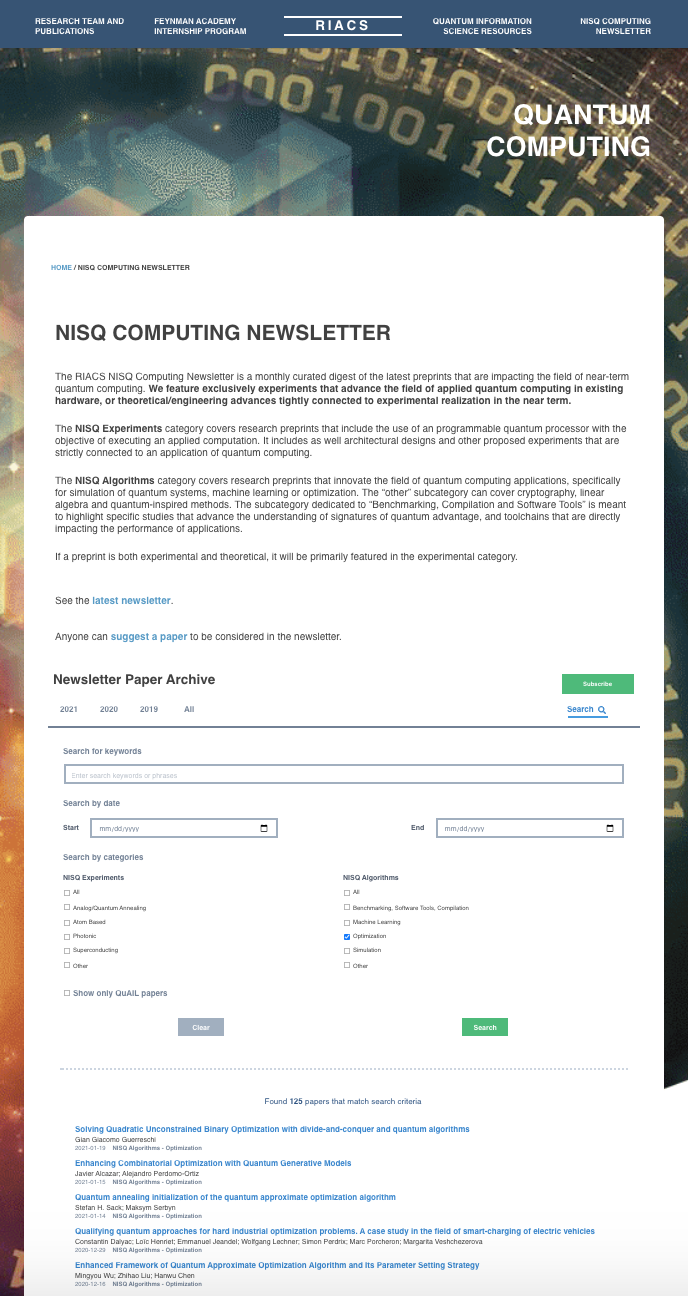 RESEARCH TEAM AND
PUBLICATIONS
FEYNMAN ACADEMY
INTERNSHIP PROGRAM
RIACS
QUANTUM INFORMATION
SCIENCE RESOURCES
NISQ COMPUTING
NEWSLETTER
QUANTUM
COMPUTING
HOME / NISQ COMPUTING NEWSLETTER
NISQ COMPUTING NEWSLETTER
The RIACS NISQ Computing Newsletter is a monthly curated digest of the latest preprints that are impacting the field of near-term
quantum computing. We feature exclusively experiments that advance the field of applied quantum computing in existing
hardware, or theoretical/engineering advances tightly connected to experimental realization in the near term.
The NISQ Experiments category covers research preprints that include the use of an programmable quantum processor with the
objective of executing an applied computation. It includes as well architectural designs and other proposed experiments that are
strictly connected to an application of quantum computing.
The NISQ Algorithms category covers research preprints that innovate the field of quantum computing applications, specifically
for simulation of quantum systems, machine learning or optimization. The “other” subcategory can cover cryptography, linear
algebra and quantum-inspired methods. The subcategory dedicated to “Benchmarking, Compilation and Software Tools” is meant
to highlight specific studies that advance the understanding of signatures of quantum advantage, and toolchains that are directly
impacting the performance of applications.
If a preprint is both experimental and theoretical, it will be primarily featured in the experimental category.
See the latest newsletter.
Anyone can suggest a paper to be considered in the newsletter.
Newsletter Paper Archive
Subscribe
2021 2020 2019 All
Search
Search for keywords
Enter search keywords or phrases
Search by date
Start mm/dd/yyyy
End mm/dd/yyyy
Search by categories
NISQ Experiments
All
Analog/Quantum Annealing
Atom Based
Photonic
Superconducting
Other
NISQ Algorithms
All
Benchmarking, Software Tools, Compilation
Machine Learning
Optimization
Simulation
Other
Show only QuAIL papers
Clear
Search
Found 125 papers that match search criteria
Solving Quadratic Unconstrained Binary Optimization with divide-and-conquer and quantum algorithms
Gian Giacomo Guerreschi
2021-01-19 NISQ Algorithms - Optimization
Enhancing Combinatorial Optimization with Quantum Generative Models
Javier Alcazar; Alejandro Perdomo-Ortiz
2021-01-15 NISQ Algorithms - Optimization
Quantum annealing initialization of the quantum approximate optimization algorithm
Stefan H. Sack; Maksym Serbyn
2021-01-14 NISQ Algorithms - Optimization
Qualifying quantum approaches for hard industrial optimization problems. A case study in the field of smart-charging of electric vehicles
Constantin Dalyac; Loïc Henriet; Emmanuel Jeandel; Wolfgang Lechner; Simon Perdrix; Marc Porcheron; Margarita Veshchezerova
2020-12-29 NISQ Algorithms - Optimization
Enhanced Framework of Quantum Approximate Optimization Algorithm and Its Parameter Setting Strategy
Mingyou Wu; Zhihao Liu; Hanwu Chen
2020-12-16 NISQ Algorithms - Optimization